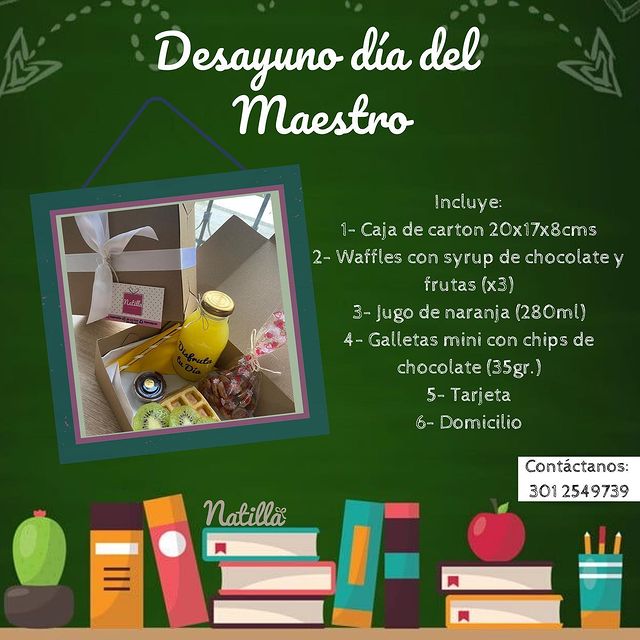 Desayuno día del
Maestro
Incluye:
1- Caja de carton 20x17x8cms
2- Waffles con syrup de chocolate y
frutas (x3)
3- Jugo de naranja (280ml)
4- Galletas mini con chips de
chocolate (35gr.)
5- Tarjeta
6- Domicilio
Natilla
Disfruta
tu Día
Contáctanos:
301 2549739
Natilla